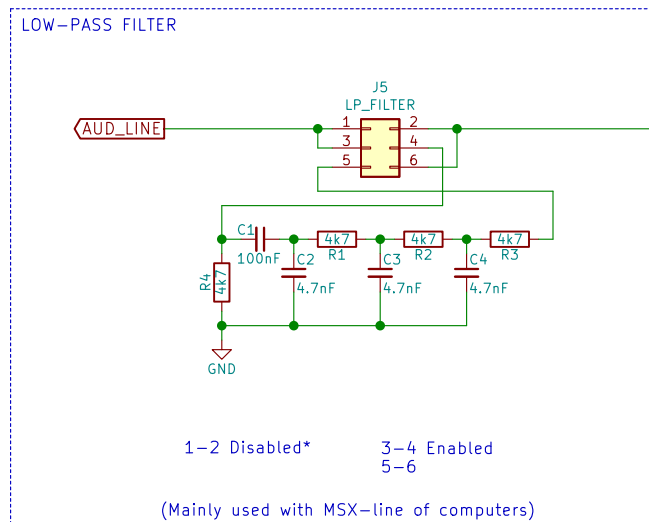 LOW-PASS FILTER
J5
LP_FILTER
AUD_LINE
1 2
3 4
5 6
C1
100nF
R4
4k7
C2
4.7nF
4k7
R1
C3
4.7nF
4k7
R2
C4
4.7nF
4k7
R3
GND
1-2 Disabled*
3-4 Enabled
5-6
(Mainly used with MSX-line of computers)